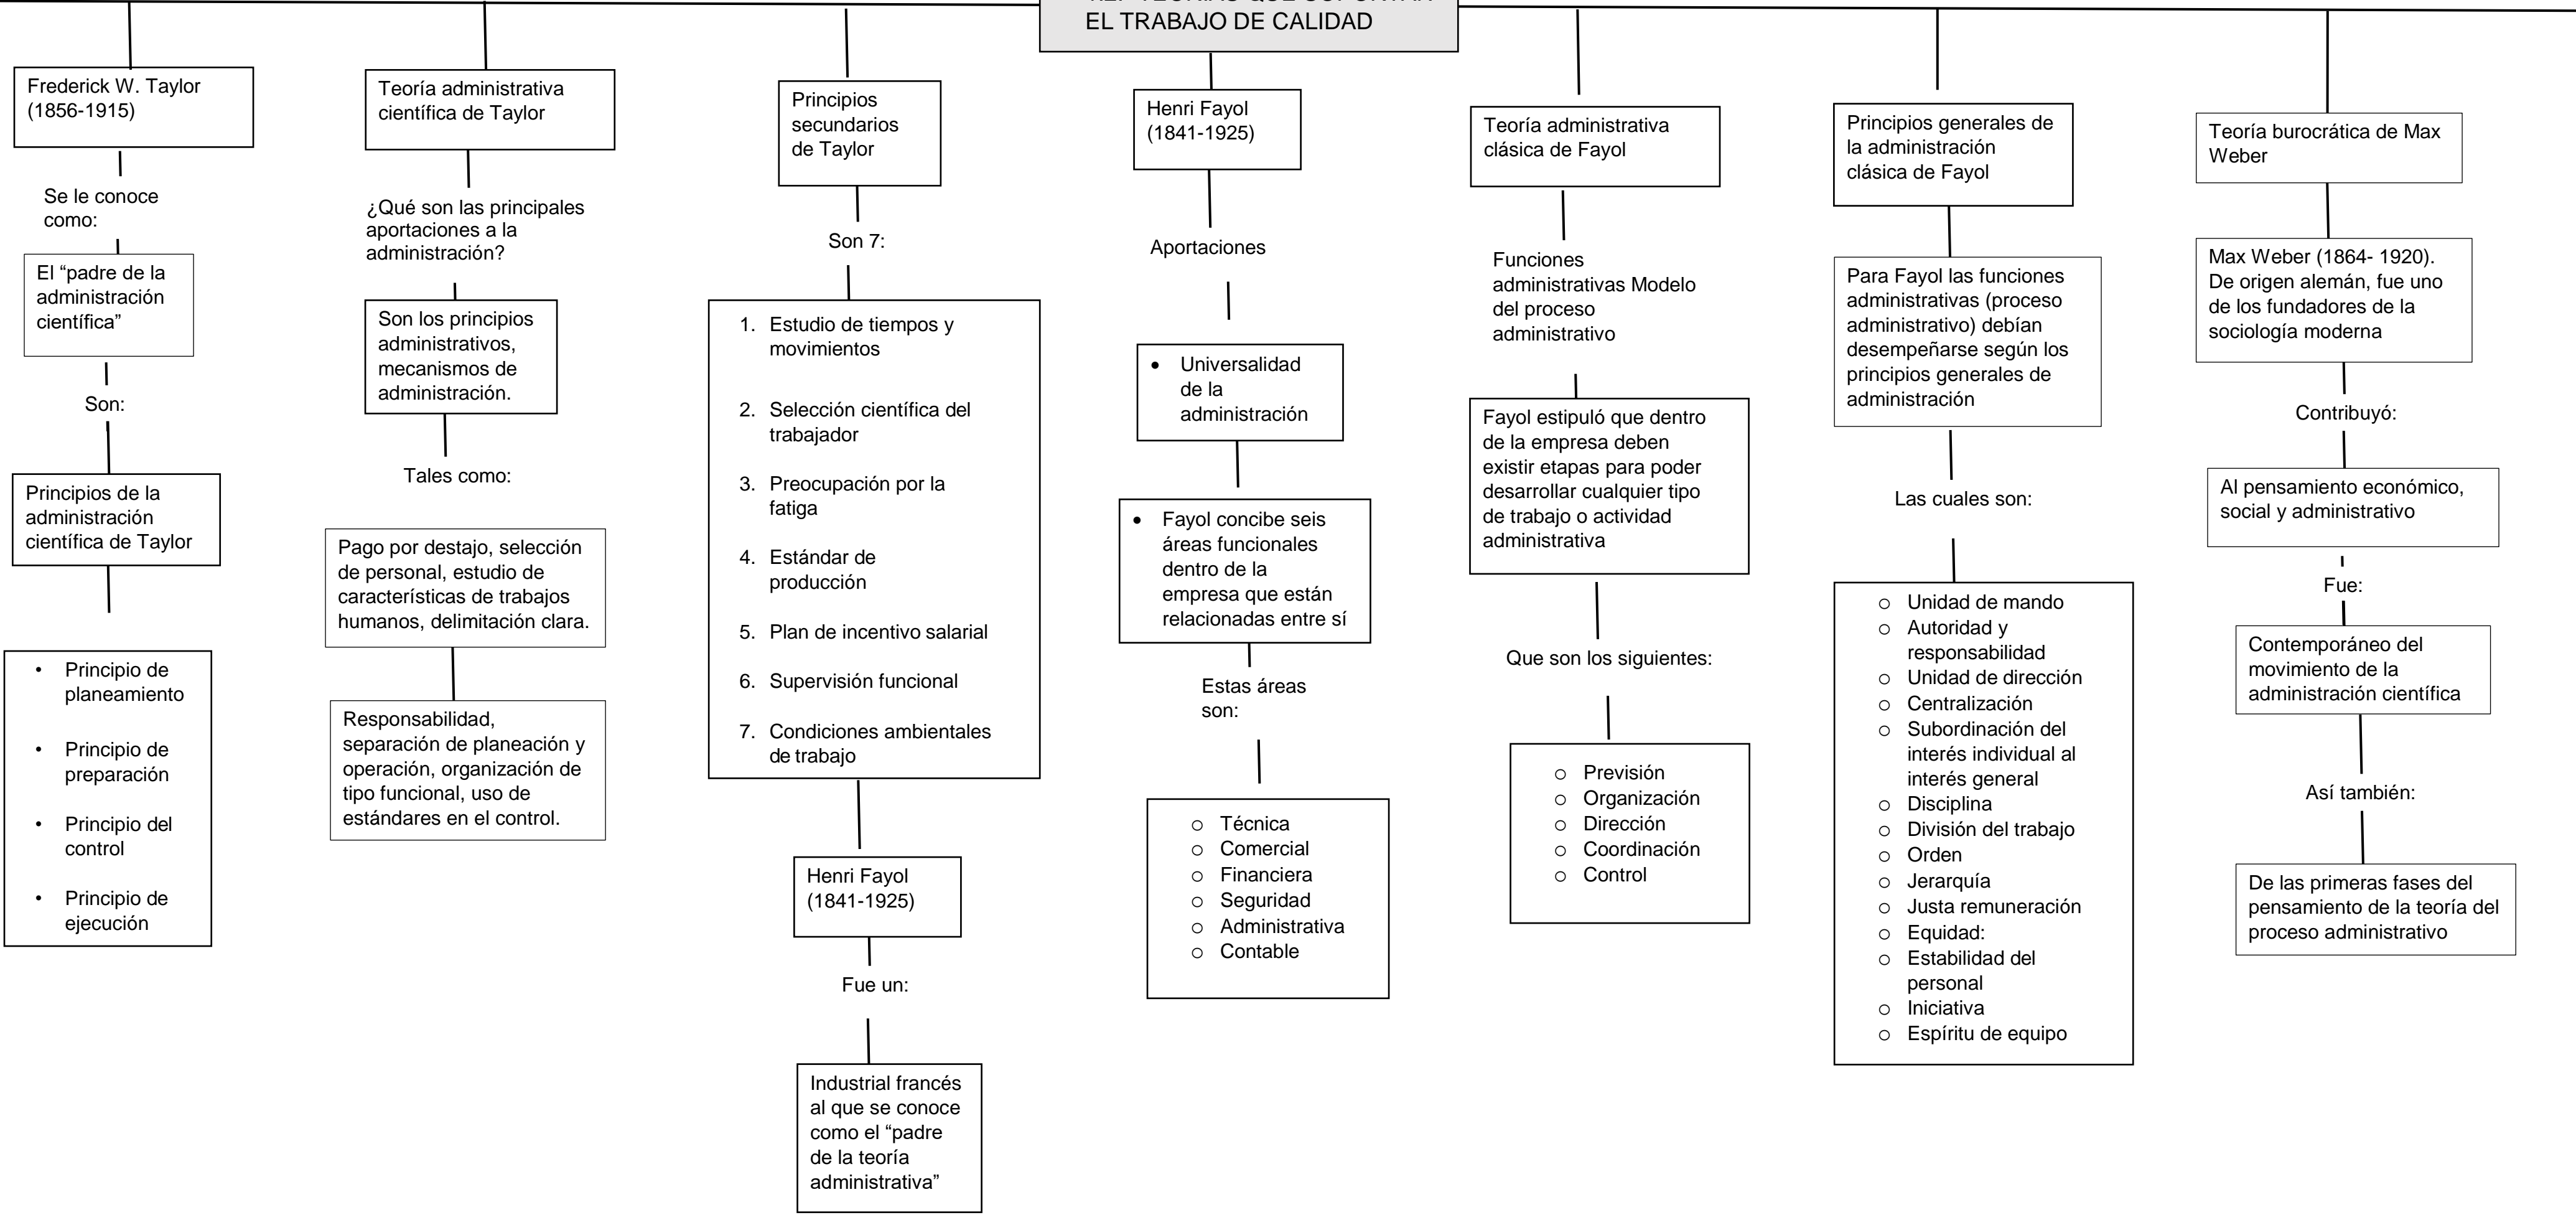 EL TRABAJO DE CALIDAD
Frederick W. Taylor
(1856-1915)
Se le conoce
como:
El “padre de la
administración
científica”
Son:
Principios de la
administración
científica de Taylor
• Principio de
planeamiento
• Principio de
preparación
• Principio del
control
• Principio de
ejecución
Teoría administrativa
científica de Taylor
¿Qué son las principales
aportaciones a la
administración?
Son los principios
administrativos,
mecanismos de
administración.
Tales como:
Pago por destajo, selección
de personal, estudio de
características de trabajos
humanos, delimitación clara.
Responsabilidad,
separación de planeación y
operación, organización de
tipo funcional, uso de
estándares en el control.
Principios
secundarios
de Taylor
Son 7:
1. Estudio de tiempos y
movimientos
2. Selección científica del
trabajador
3. Preocupación por la
fatiga
4. Estándar de
producción
5. Plan de incentivo salarial
6. Supervisión funcional
7. Condiciones ambientales
de trabajo
Henri Fayol
(1841-1925)
Fue un:
Industrial francés
al que se conoce
como el “padre
de la teoría
administrativa”
Henri Fayol
(1841-1925)
Aportaciones
• Universalidad
de la
administración
• Fayol concibe seis
áreas funcionales
dentro de la
empresa que están
relacionadas entre sí
Estas áreas
son:
o Técnica
o Comercial
o Financiera
o Seguridad
o Administrativa
o Contable
Teoría administrativa
clásica de Fayol
Funciones
administrativas Modelo
del proceso
administrativo
Fayol estipuló que dentro
de la empresa deben
existir etapas para poder
desarrollar cualquier tipo
de trabajo o actividad
administrativa
Que son los siguientes:
o Previsión
o Organización
o Dirección
o Coordinación
o Control
Principios generales de
la administración
clásica de Fayol
Para Fayol las funciones
administrativas (proceso
administrativo) debían
desempeñarse según los
principios generales de
administración
Las cuales son:
o Unidad de mando
o Autoridad y
responsabilidad
o Unidad de dirección
o Centralización
o Subordinación del
interés individual al
interés general
o Disciplina
o División del trabajo
o Orden
o Jerarquía
o Justa remuneración
o Equidad:
o Estabilidad del
personal
o Iniciativa
o Espíritu de equipo
Teoría burocrática de Max
Weber
Max Weber (1864- 1920).
De origen alemán, fue uno
de los fundadores de la
sociología moderna
Contribuyó:
Al pensamiento económico,
social y administrativo
Fue:
Contemporáneo del
movimiento de la
administración científica
Así también:
De las primeras fases del
pensamiento de la teoría del
proceso administrativo